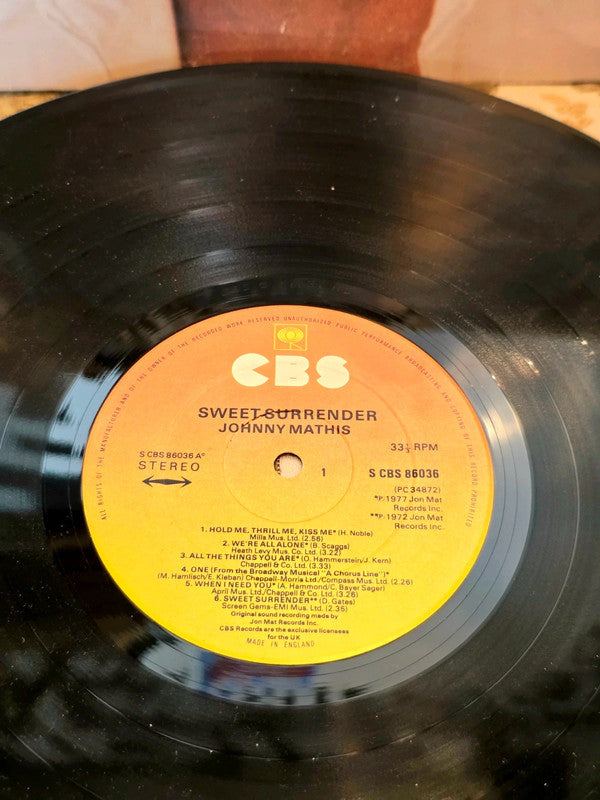 ALL RIGHTS OF THE MANUFACTURER AND OF THE OWNER OF THE RECORDED WORK RESERVED UNAUTHORIZED PUBLIC PERFORMANCE BROADCASTING AND COPYING OF THIS RECORD PROHIBITED
CBS
SWEET SURRENDER
JOHNNY MATHIS
S CBS 86036 A°
STEREO
1
33⅓ RPM
S CBS 86036
(PC 34872)
*℗ 1977 Jon Mat
Records Inc.
**℗ 1972 Jon Mat
Records Inc.
1. HOLD ME, THRILL ME, KISS ME* (H. Noble)
Mills Mus. Ltd. (2.56)
2. WE'RE ALL ALONE* (B. Scaggs)
Heath Levy Mus. Co. Ltd. (3.22)
3. ALL THE THINGS YOU ARE* (O. Hammerstein/J. Kern)
Chappell & Co. Ltd. (3.33)
4. ONE (From the Broadway Musical "A Chorus Line")*
(M. Hamlisch/E. Kleban) Chappell-Morris Ltd/Compass Mus. Ltd. (2.26)
5. WHEN I NEED YOU* (A. Hammond/C. Bayer Sager)
April Mus. Ltd./Chappell & Co. Ltd. (3.26)
6. SWEET SURRENDER** (D. Gates)
Screen Gems-EMI Mus. Ltd. (2.35)
Original sound recording made by
Jon Mat Records Inc.
CBS Records are the exclusive licensees
for the UK
MADE IN ENGLAND